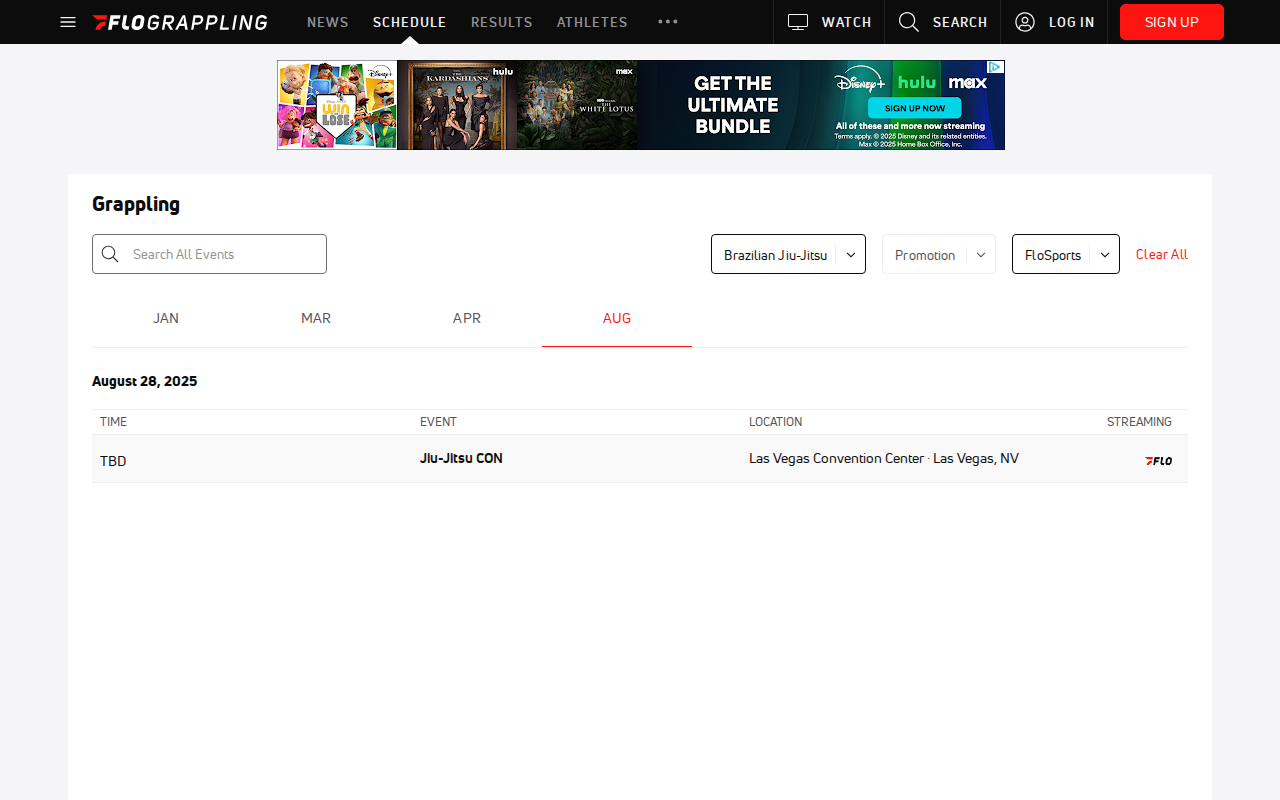 FLOGRAPPLING
NEWS
SCHEDULE
RESULTS
ATHLETES
WATCH
SEARCH
LOG IN
SIGN UP
Disney+
WIN
LOSE
THE KARDASHIANS
hulu
max
THE WHITE LOTUS
GET THE
ULTIMATE
BUNDLE
Disney+ hulu max
SIGN UP NOW
All of these and more now streaming
Terms apply. © 2025 Disney and its related entities.
Max © 2025 Home Box Office, Inc.
Grappling
Search All Events
Brazilian Jiu-Jitsu
Promotion
FloSports
Clear All
JAN
MAR
APR
AUG
August 28, 2025
TIME EVENT LOCATION STREAMING
TBD Jiu-Jitsu CON Las Vegas Convention Center · Las Vegas, NV FLO